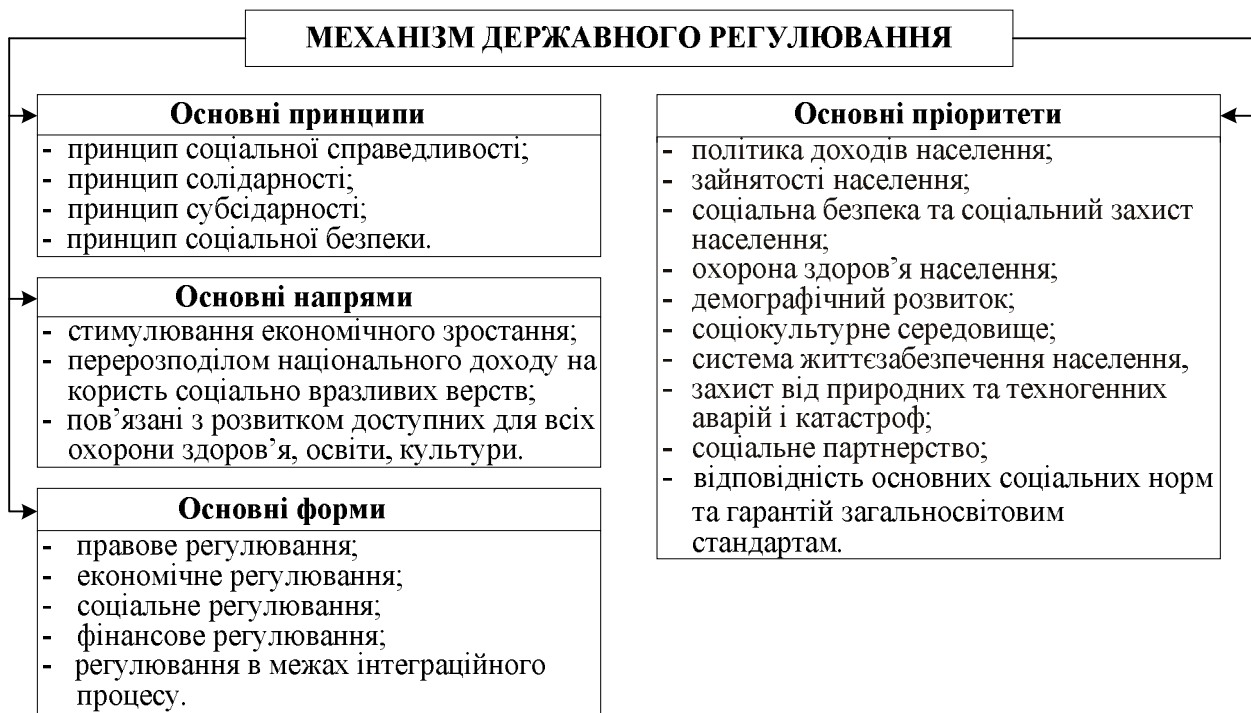 МЕХАНІЗМ ДЕРЖАВНОГО РЕГУЛЮВАННЯ
Основні принципи
- принцип соціальної справедливості;
- принцип солідарності;
- принцип субсідарності;
- принцип соціальної безпеки.
Основні напрями
- стимулювання економічного зростання;
- перерозподілом національного доходу на
користь соціально вразливих верств;
- пов’язані з розвитком доступних для всіх
охорони здоров’я, освіти, культури.
Основні форми
- правове регулювання;
- економічне регулювання;
- соціальне регулювання;
- фінансове регулювання;
- регулювання в межах інтеграційного
процесу.
Основні пріоритети
- політика доходів населення;
- зайнятості населення;
- соціальна безпека та соціальний захист
населення;
- охорона здоров’я населення;
- демографічний розвиток;
- соціокультурне середовище;
- система життєзабезпечення населення,
- захист від природних та техногенних
аварій і катастроф;
- соціальне партнерство;
- відповідність основних соціальних норм
та гарантій загальносвітовим
стандартам.